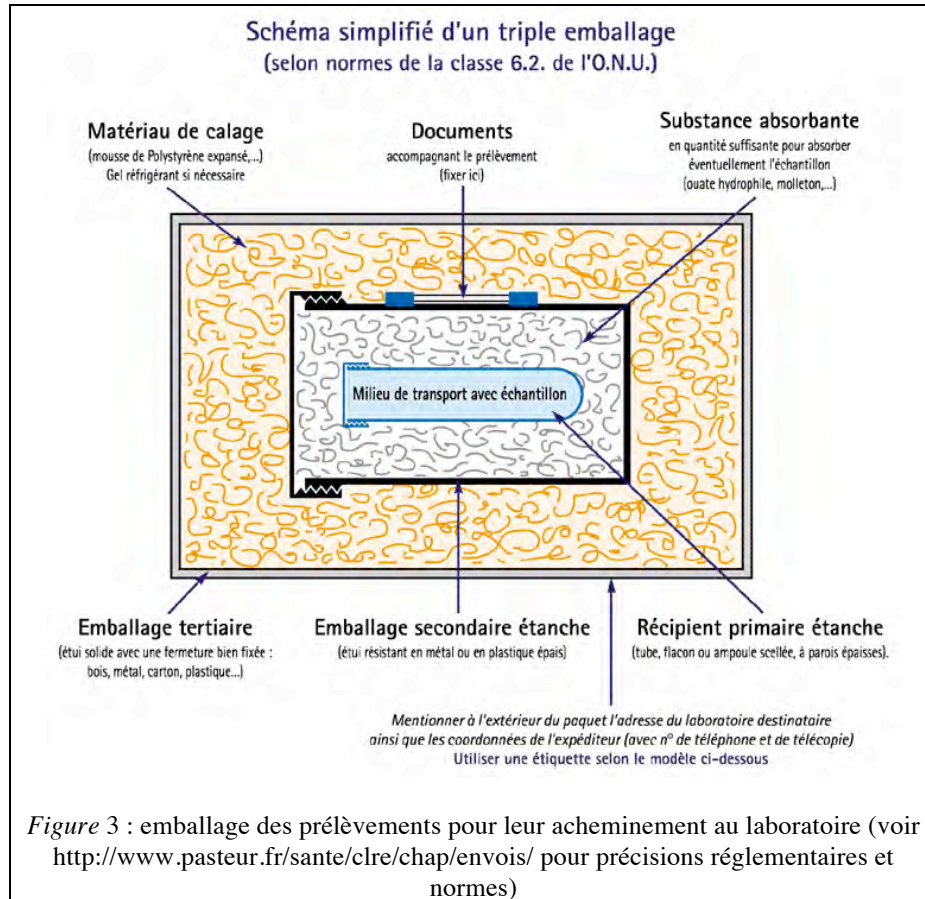 Schéma simplifié d'un triple emballage
(selon normes de la classe 6.2. de l'O.N.U.)
Matériau de calage
(mousse de Polystyrène expansé,...)
Gel réfrigérant si nécessaire
Documents
accompagnant le prélèvement
(fixer ici)
Substance absorbante
en quantité suffisante pour absorber
éventuellement l'échantillon
(ouate hydrophile, molleton,...)
Milieu de transport avec échantillon
Emballage tertiaire
(étui solide avec une fermeture bien fixée :
bois, métal, carton, plastique...)
Emballage secondaire étanche
(étui résistant en métal ou en plastique épais)
Récipient primaire étanche
(tube, flacon ou ampoule scellée, à parois épaisses).
Mentionner à l'extérieur du paquet l'adresse du laboratoire destinataire
ainsi que les coordonnées de l'expéditeur (avec n° de téléphone et de télécopie)
Utiliser une étiquette selon le modèle ci-dessous
Figure 3 : emballage des prélèvements pour leur acheminement au laboratoire (voir
http://www.pasteur.fr/sante/clre/chap/envois/ pour précisions réglementaires et
normes)